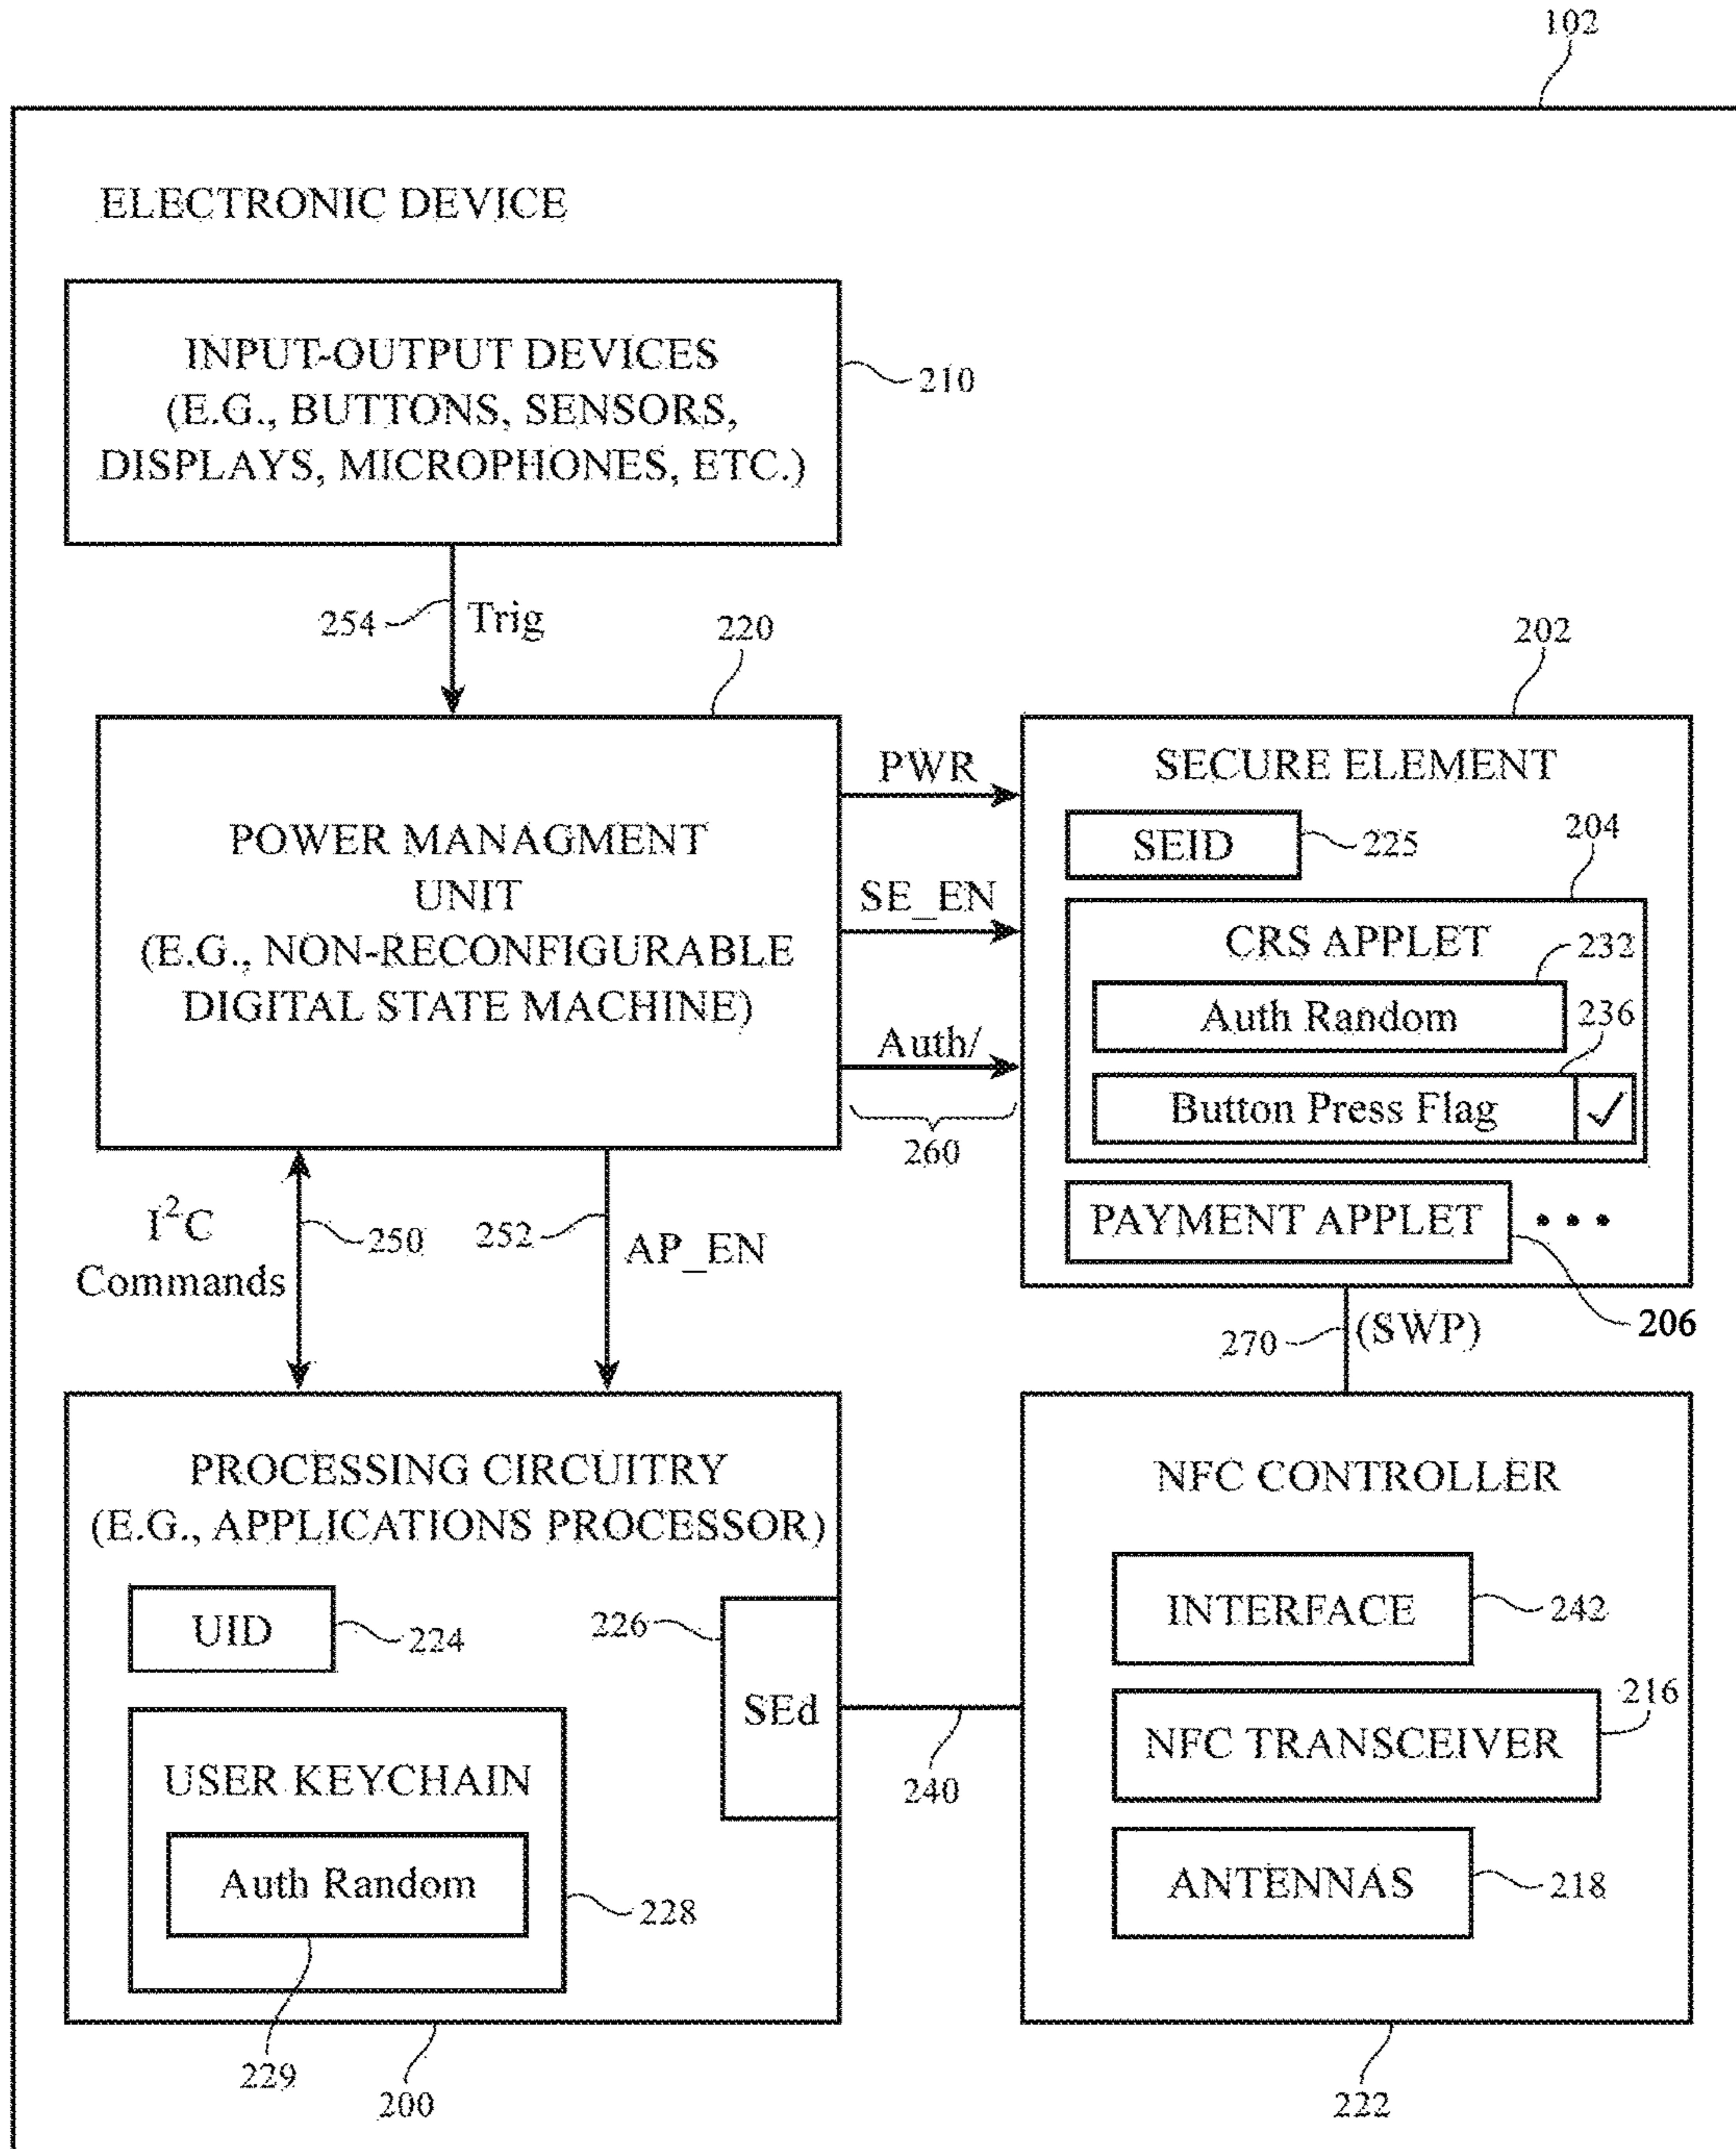 102
ELECTRONIC DEVICE
INPUT-OUTPUT DEVICES
(E.G., BUTTONS, SENSORS,
DISPLAYS, MICROPHONES, ETC.)
210
254
Trig
220
202
POWER MANAGMENT
UNIT
(E.G., NON-RECONFIGURABLE
DIGITAL STATE MACHINE)
PWR
SE_EN
Auth/
260
SECURE ELEMENT
SEID
225
204
CRS APPLET
232
Auth Random
236
Button Press Flag ✓
PAYMENT APPLET • • •
206
I²C
Commands
250
252
AP_EN
270
(SWP)
PROCESSING CIRCUITRY
(E.G., APPLICATIONS PROCESSOR)
UID
224
226
SEd
USER KEYCHAIN
Auth Random
228
229
200
240
NFC CONTROLLER
INTERFACE
242
216
NFC TRANSCEIVER
ANTENNAS
218
222